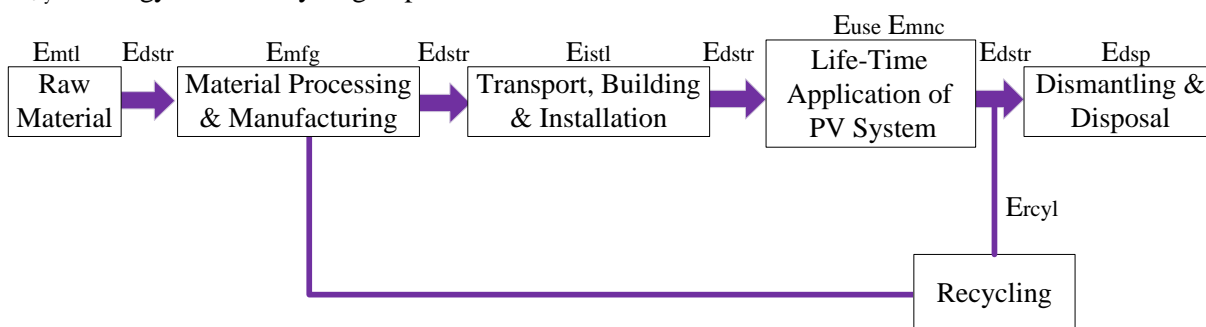 Emtl
Raw
Material
Edstr
Emfg
Material Processing
& Manufacturing
Edstr
Eistl
Transport, Building
& Installation
Edstr
Euse Emnc
Life-Time
Application of
PV System
Edstr
Edsp
Dismantling &
Disposal
Ercyl
Recycling